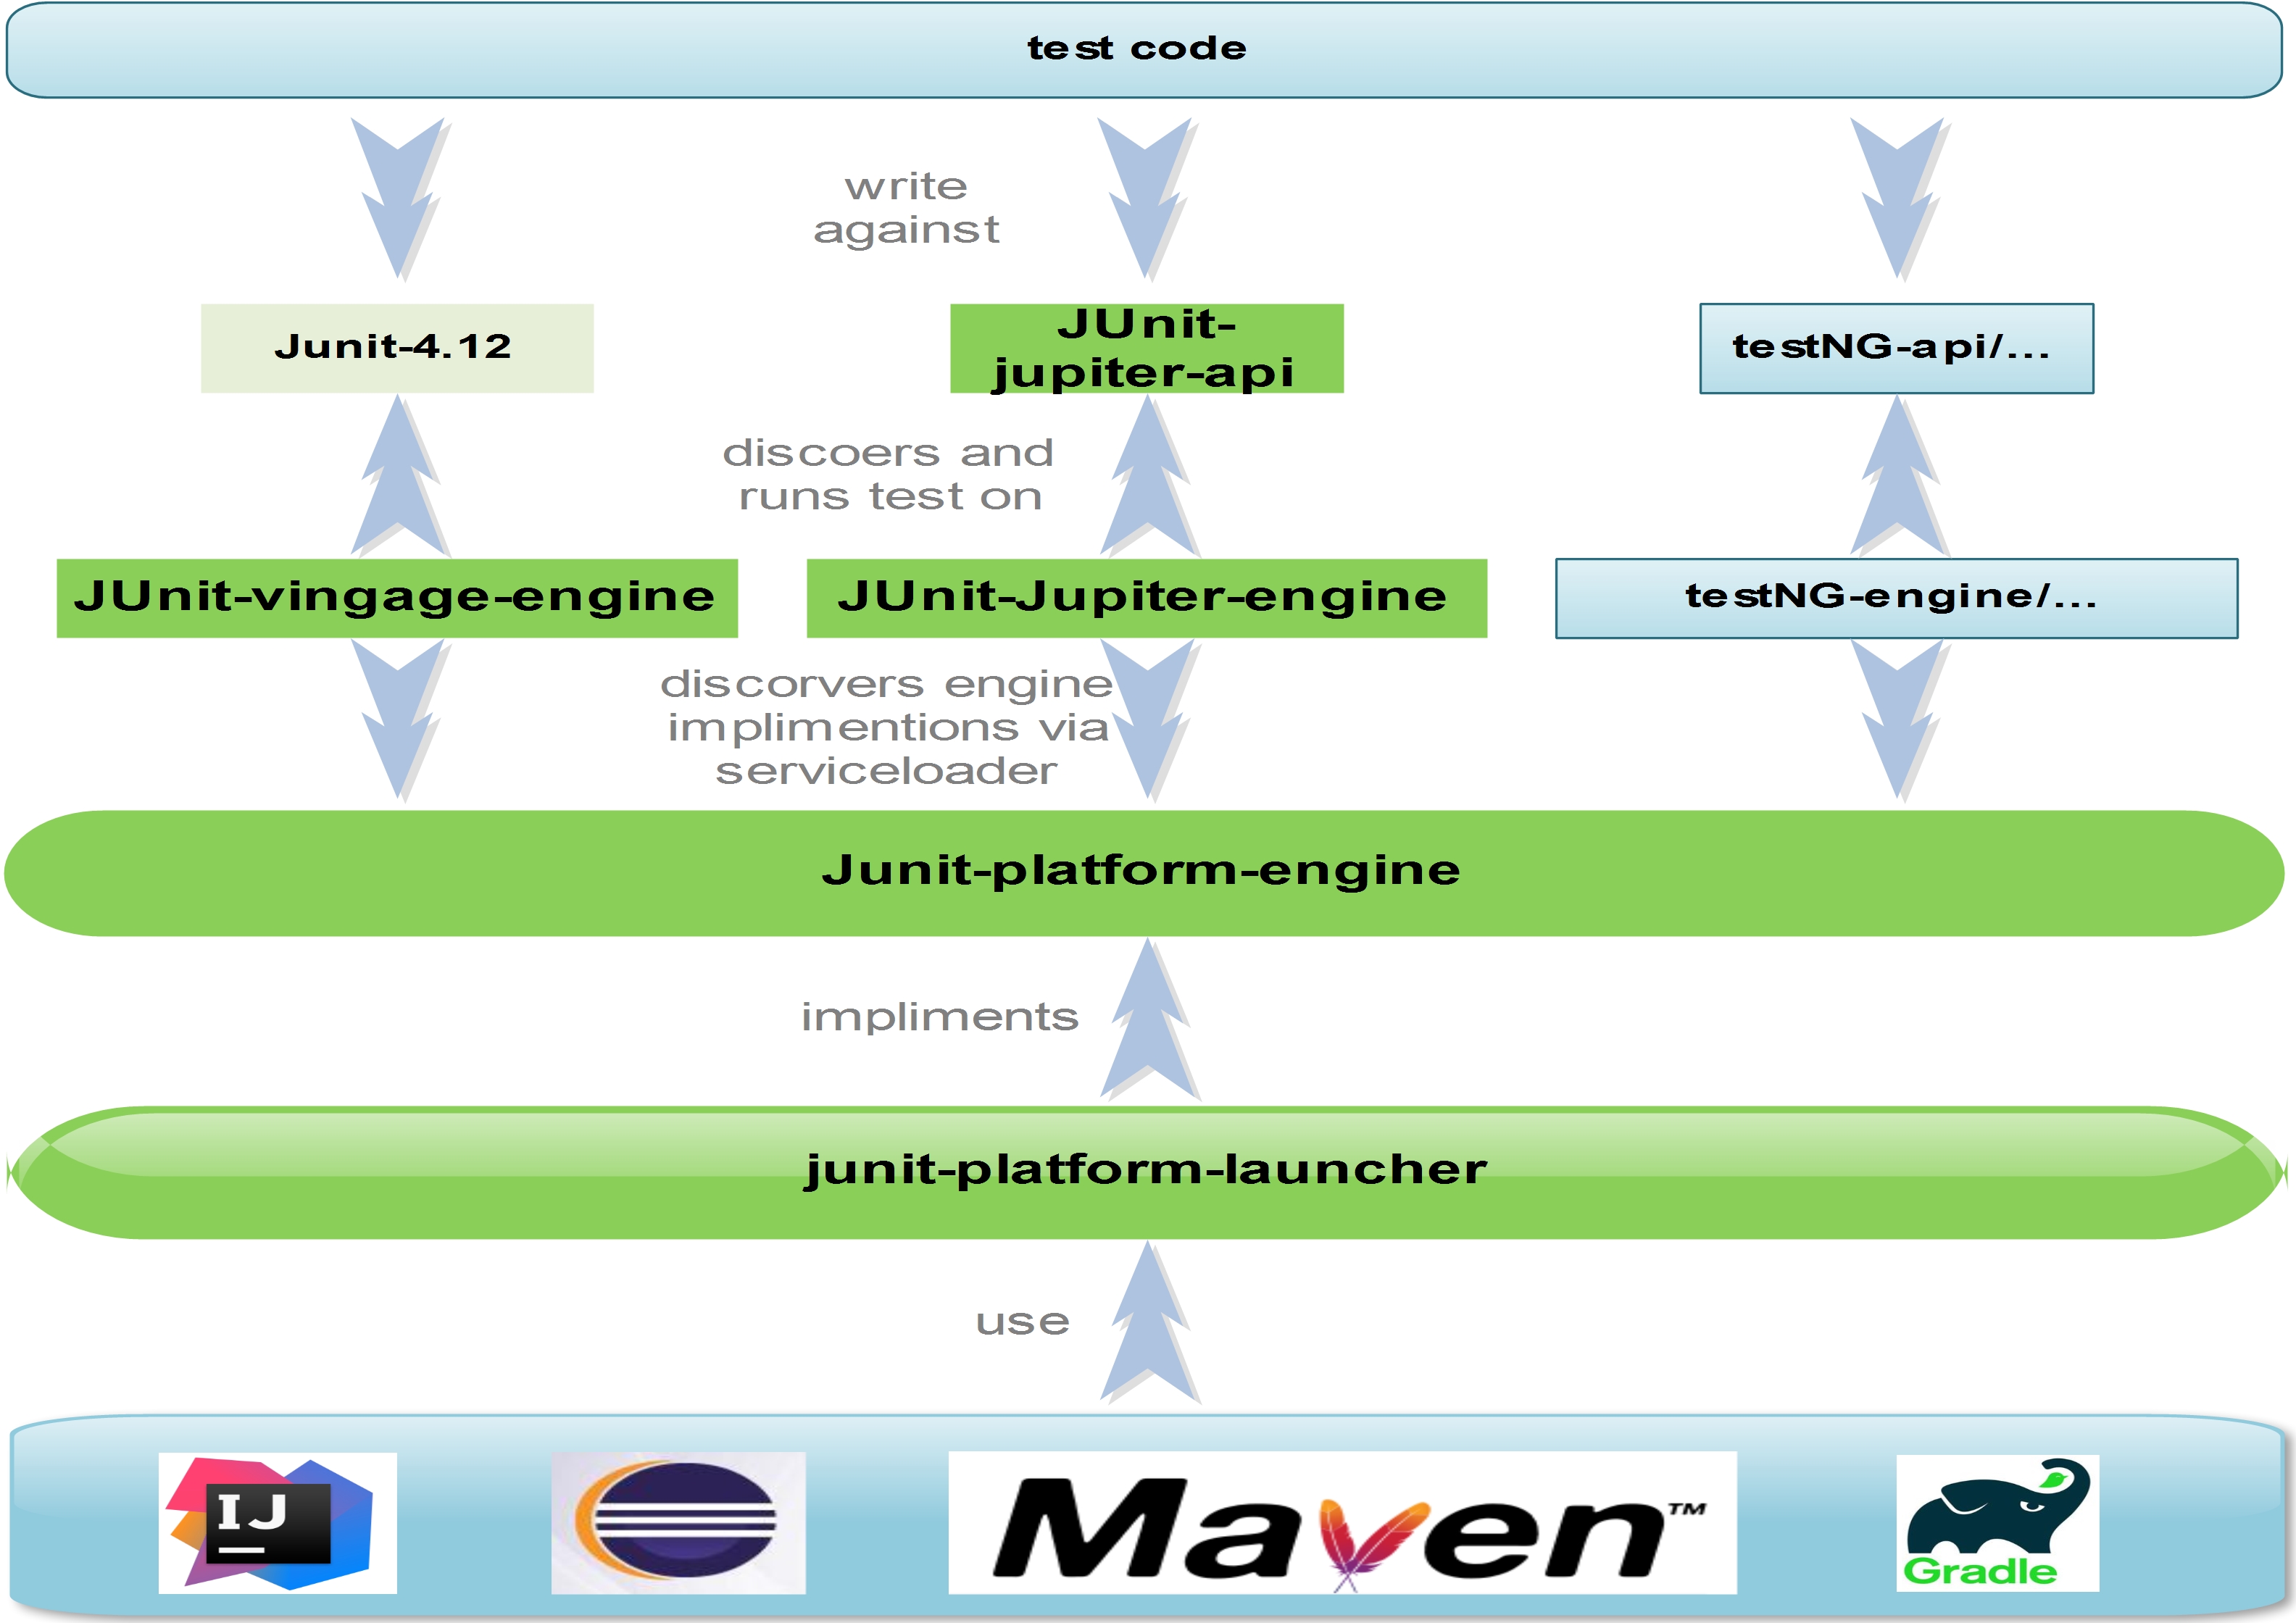 test code
write
against
Junit-4.12
JUnit-
jupiter-api
testNG-api/...
discoers and
runs test on
JUnit-vingage-engine
JUnit-Jupiter-engine
testNG-engine/...
discorvers engine
implimentions via
serviceloader
Junit-platform-engine
impliments
junit-platform-launcher
use
IJ
Maven™
Gradle